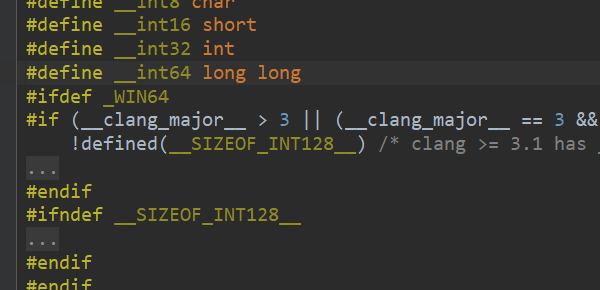 #define __int8 char
#define __int16 short
#define __int32 int
#define __int64 long long
#ifdef _WIN64
#if (__clang_major__ > 3 || (__clang_major__ == 3 &&
!defined(__SIZEOF_INT128__) /* clang >= 3.1 has
...
#endif
#ifndef __SIZEOF_INT128__
...
#endif
#endif